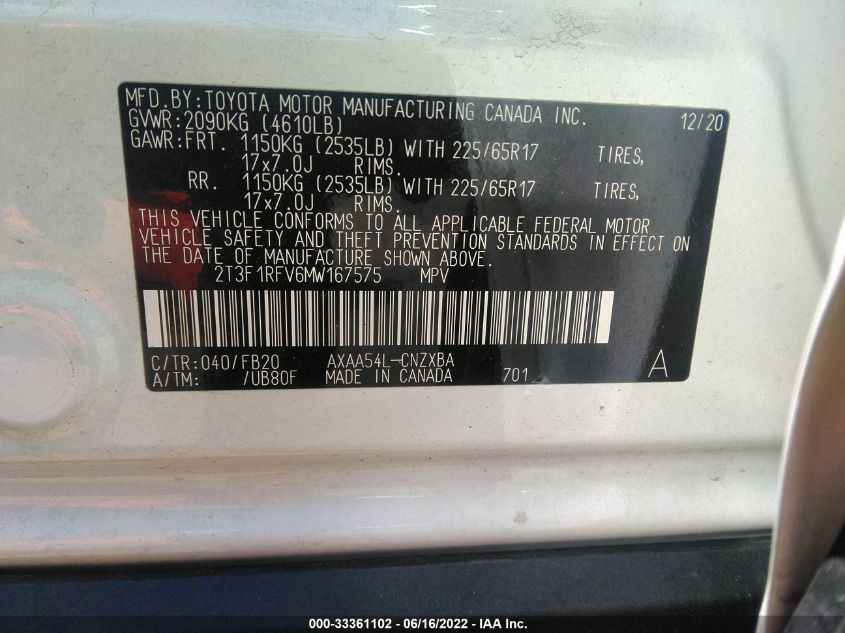 MFD.BY:TOYOTA MOTOR MANUFACTURING CANADA INC. 12/20
GVWR:2090KG (4610LB)
GAWR:FRT. 1150KG (2535LB) WITH 225/65R17 TIRES,
17x7.0J RIMS.
RR. 1150KG (2535LB) WITH 225/65R17 TIRES,
17x7.0J RIMS.
THIS VEHICLE CONFORMS TO ALL APPLICABLE FEDERAL MOTOR
VEHICLE SAFETY AND THEFT PREVENTION STANDARDS IN EFFECT ON
THE DATE OF MANUFACTURE SHOWN ABOVE.
2T3F1RFV6MW167575 MPV
C/TR:040/FB20 AXAA54L-CNZXBA
A/TM: /UB80F MADE IN CANADA 701 A
000-33361102 - 06/16/2022 - IAA Inc.